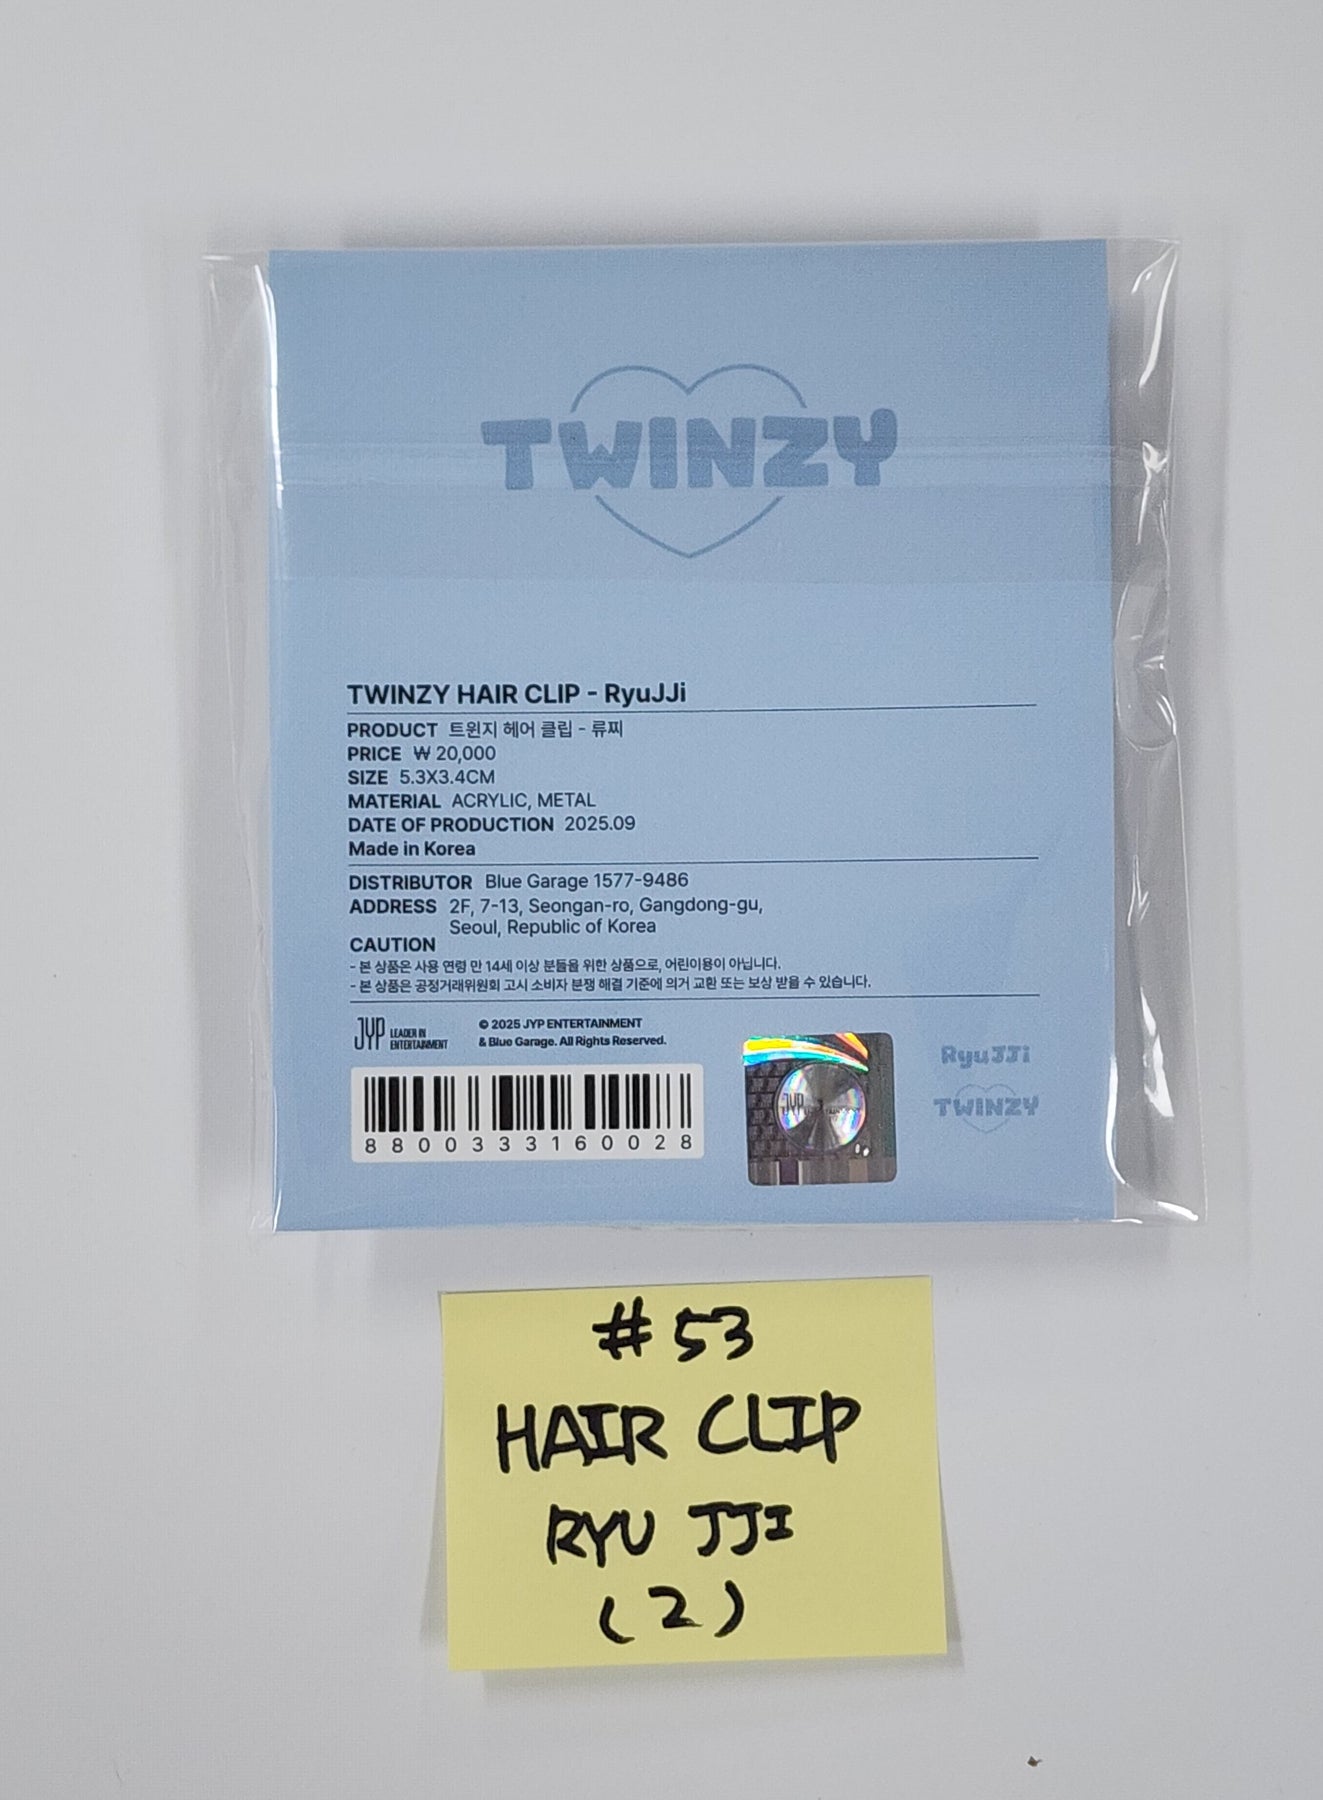 TWINZY
TWINZY HAIR CLIP - RyuJJi
PRODUCT 트윈지 헤어 클립 - 류찌
PRICE ₩ 20,000
SIZE 5.3X3.4CM
MATERIAL ACRYLIC, METAL
DATE OF PRODUCTION 2025.09
Made in Korea
DISTRIBUTOR Blue Garage 1577-9486
ADDRESS 2F, 7-13, Seongan-ro, Gangdong-gu,
Seoul, Republic of Korea
CAUTION
- 본 상품은 사용 연령 만 14세 이상 분들을 위한 상품으로, 어린이용이 아닙니다.
- 본 상품은 공정거래위원회 고시 소비자 분쟁 해결 기준에 의거 교환 또는 보상 받을 수 있습니다.
JYP LEADER IN
ENTERTAINMENT
© 2025 JYP ENTERTAINMENT
& Blue Garage. All Rights Reserved.
8800333160028
JYP
RyuJJi
TWINZY
#53
HAIR CLIP
RYU JJI
(2)